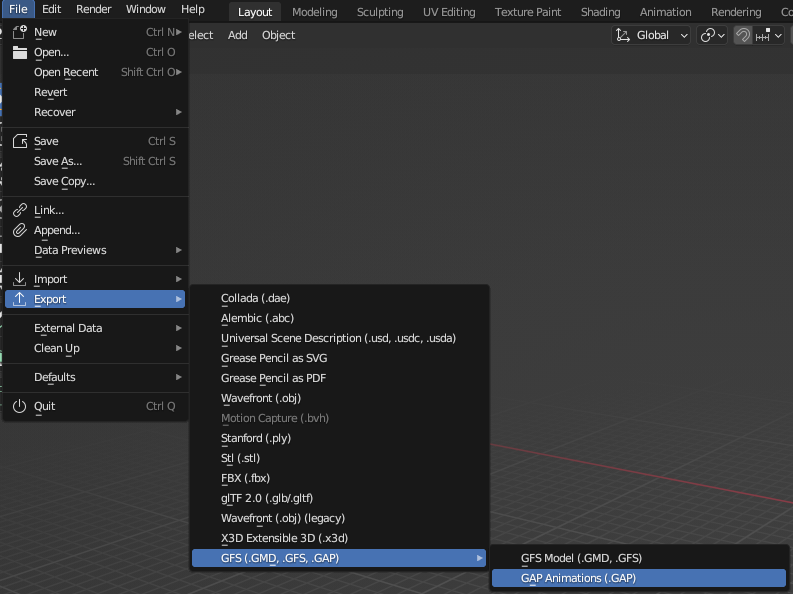 File Edit Render Window Help Layout Modeling Sculpting UV Editing Texture Paint Shading Animation Rendering
elect Add Object Global
New Ctrl N
Open... Ctrl O
Open Recent Shift Ctrl O
Revert
Recover
Save Ctrl S
Save As... Shift Ctrl S
Save Copy...
Link...
Append...
Data Previews
Import
Export
External Data
Clean Up
Defaults
Quit Ctrl Q
Collada (.dae)
Alembic (.abc)
Universal Scene Description (.usd, .usdc, .usda)
Grease Pencil as SVG
Grease Pencil as PDF
Wavefront (.obj)
Motion Capture (.bvh)
Stanford (.ply)
Stl (.stl)
FBX (.fbx)
glTF 2.0 (.glb/.gltf)
Wavefront (.obj) (legacy)
X3D Extensible 3D (.x3d)
GFS (.GMD, .GFS, .GAP)
GFS Model (.GMD, .GFS)
GAP Animations (.GAP)